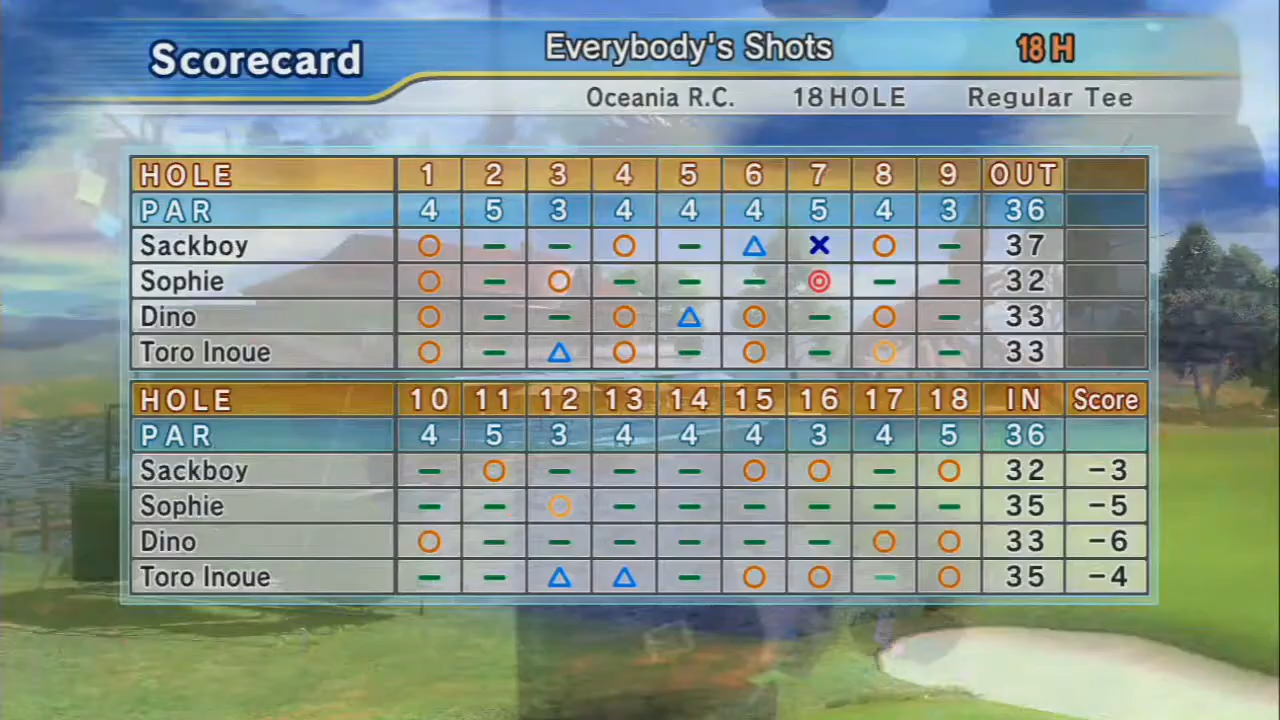 Scorecard
Everybody's Shots 18H
Oceania R.C. 18HOLE Regular Tee
HOLE 1 2 3 4 5 6 7 8 9 OUT
PAR 4 5 3 4 4 4 5 4 3 36
Sackboy ○ – – ○ – △ × ○ – 37
Sophie ○ – ○ – – – ◎ – – 32
Dino ○ – – ○ △ ○ – ○ – 33
Toro Inoue ○ – △ ○ – ○ – ○ – 33
HOLE 10 11 12 13 14 15 16 17 18 IN Score
PAR 4 5 3 4 4 4 3 4 5 36
Sackboy – ○ – – – ○ ○ – ○ 32 -3
Sophie – – ○ – – – – – – 35 -5
Dino ○ – – – – – – ○ ○ 33 -6
Toro Inoue – – △ △ – ○ ○ – ○ 35 -4